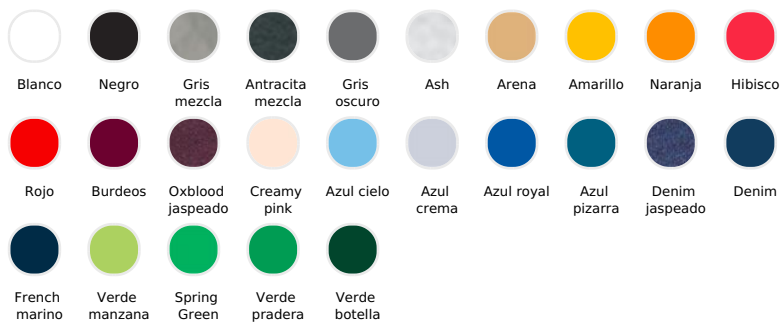 Blanco
Negro
Gris
mezcla
Antracita
mezcla
Gris
oscuro
Ash
Arena
Amarillo
Naranja
Hibisco
Rojo
Burdeos
Oxblood
jaspeado
Creamy
pink
Azul cielo
Azul
crema
Azul royal
Azul
pizarra
Denim
jaspeado
Denim
French
marino
Verde
manzana
Spring
Green
Verde
pradera
Verde
botella